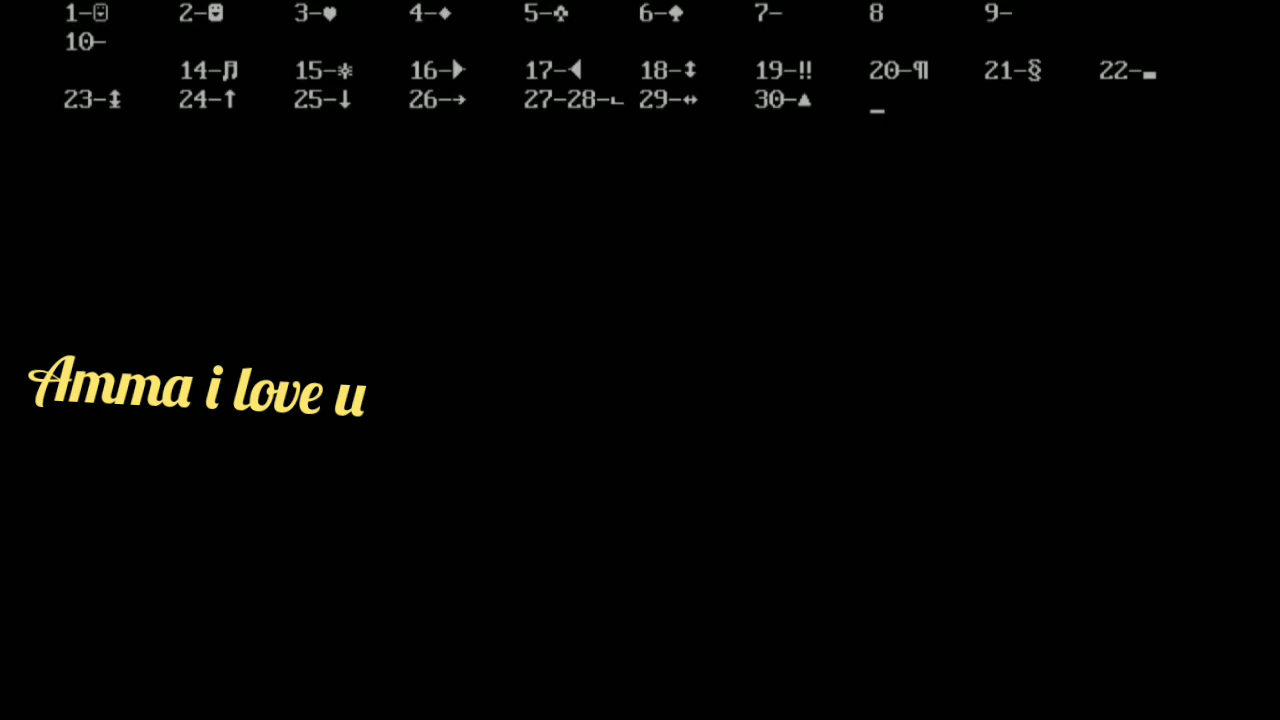 1-☺ 2-☻ 3-♥ 4-♦ 5-♣ 6-♠ 7- 8 9-
10-
14-♫ 15-☼ 16-► 17-◄ 18-↕ 19-‼ 20-¶ 21-§ 22-▬
23-↨ 24-↑ 25-↓ 26-→ 27-28-∟ 29-↔ 30-▲ _
Amma i love u